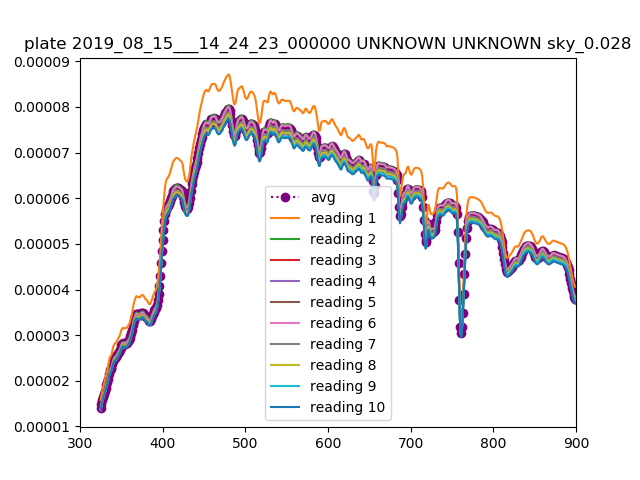 plate 2019_08_15___14_24_23_000000 UNKNOWN UNKNOWN sky_0.028
0.00009
0.00008
0.00007
0.00006
0.00005
0.00004
0.00003
0.00002
0.00001
300
400
500
600
700
800
900
avg
reading 1
reading 2
reading 3
reading 4
reading 5
reading 6
reading 7
reading 8
reading 9
reading 10